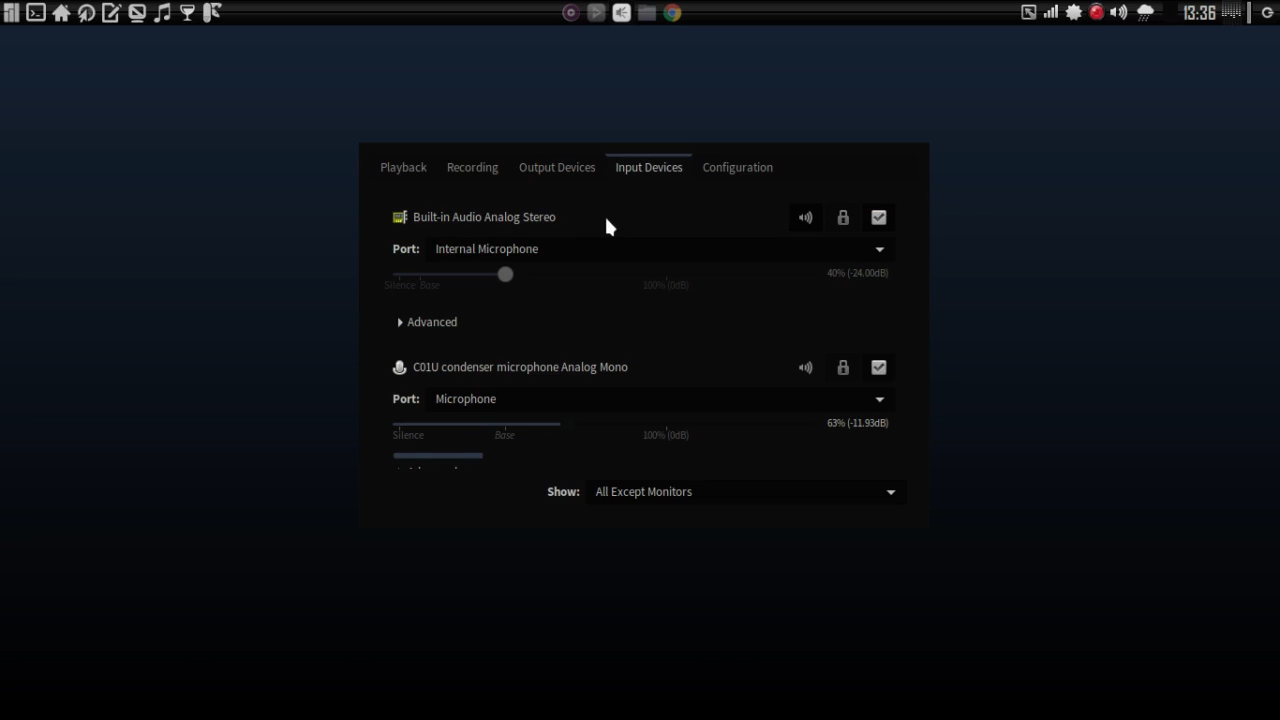 13:36
Playback Recording Output Devices Input Devices Configuration
Built-in Audio Analog Stereo
Port: Internal Microphone
40% (-24.00dB)
Silence Base 100% (0dB)
Advanced
C01U condenser microphone Analog Mono
Port: Microphone
63% (-11.93dB)
Silence Base 100% (0dB)
Show: All Except Monitors